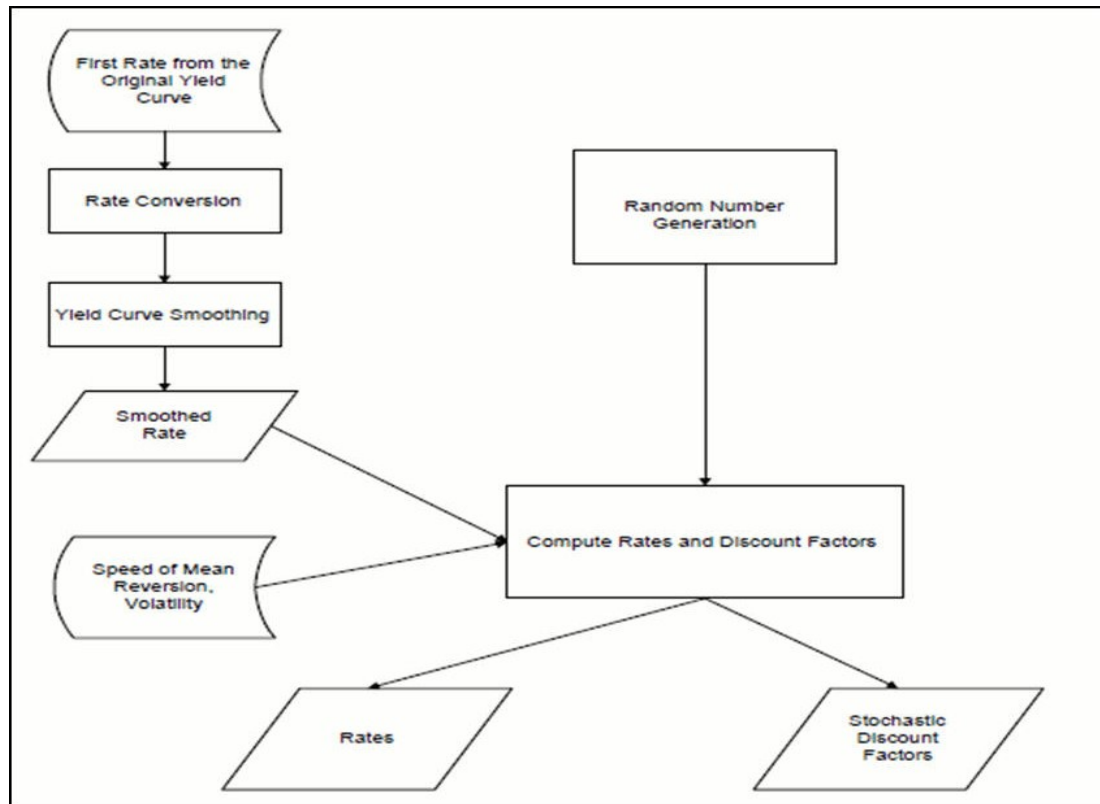 First Rate from the
Original Yield
Curve
Rate Conversion
Yield Curve Smoothing
Smoothed
Rate
Random Number
Generation
Speed of Mean
Reversion,
Volatility
Compute Rates and Discount Factors
Rates
Stochastic
Discount
Factors